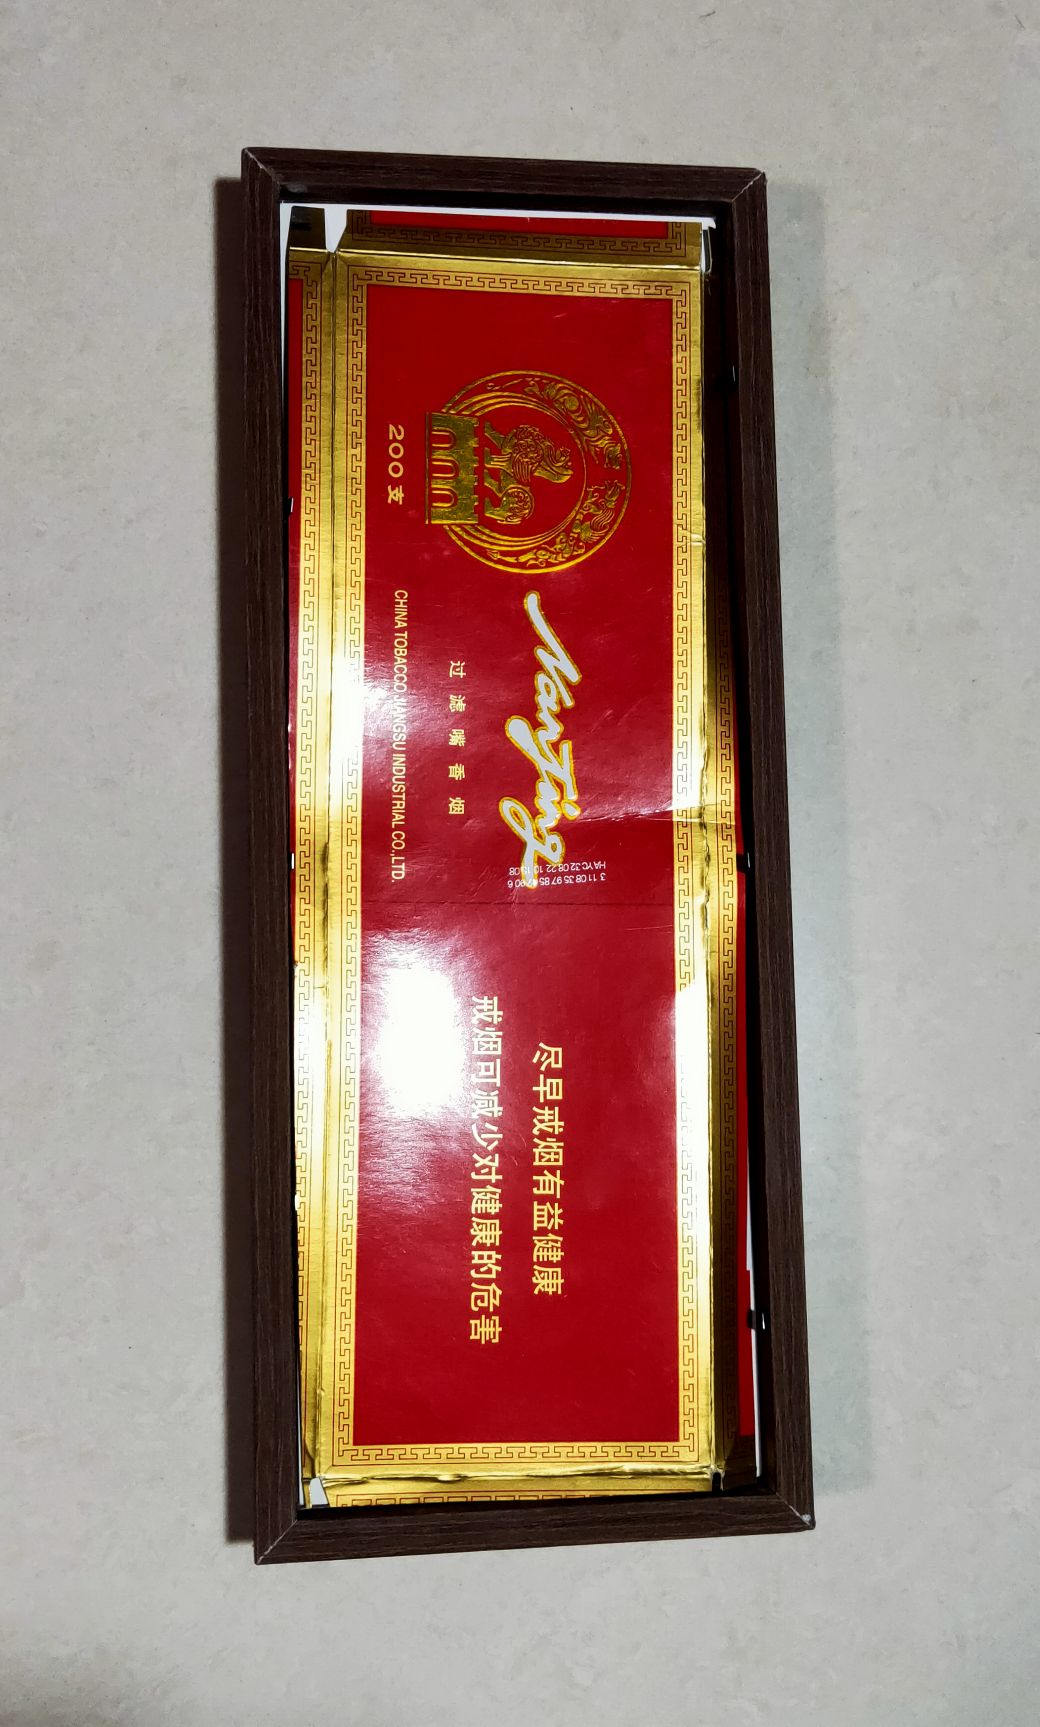 NanJing
过滤嘴香烟
200支
CHINA TOBACCO JIANGSU INDUSTRIAL CO.,LTD.
尽早戒烟有益健康
戒烟可减少对健康的危害